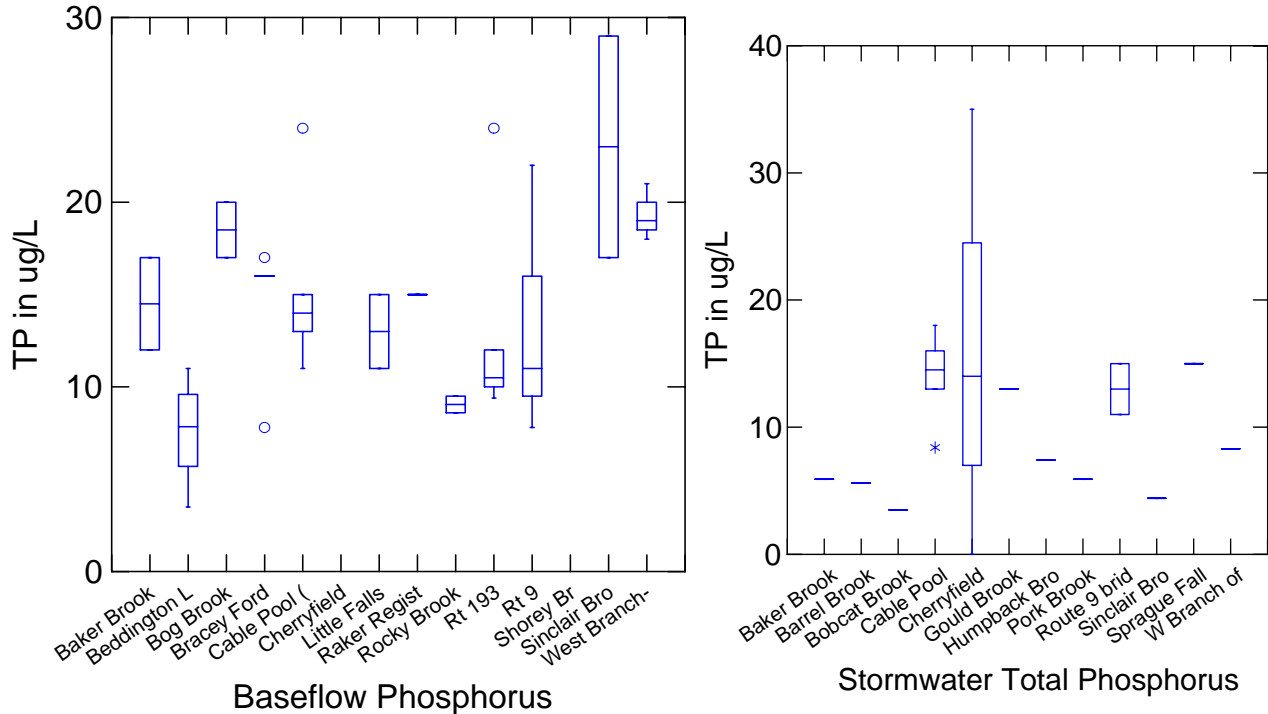 30
20
10
0
TP in ug/L
Baker Brook
Beddington L
Bog Brook
Bracey Ford
Cable Pool (
Cherryfield
Little Falls
Raker Regist
Rocky Brook
Rt 193
Rt 9
Shorey Br
Sinclair Bro
West Branch-
Baseflow Phosphorus
40
30
20
10
0
TP in ug/L
Baker Brook
Barrel Brook
Bobcat Brook
Cable Pool
Cherryfield
Gould Brook
Humpback Bro
Pork Brook
Route 9 brid
Sinclair Bro
Sprague Fall
W Branch of
Stormwater Total Phosphorus